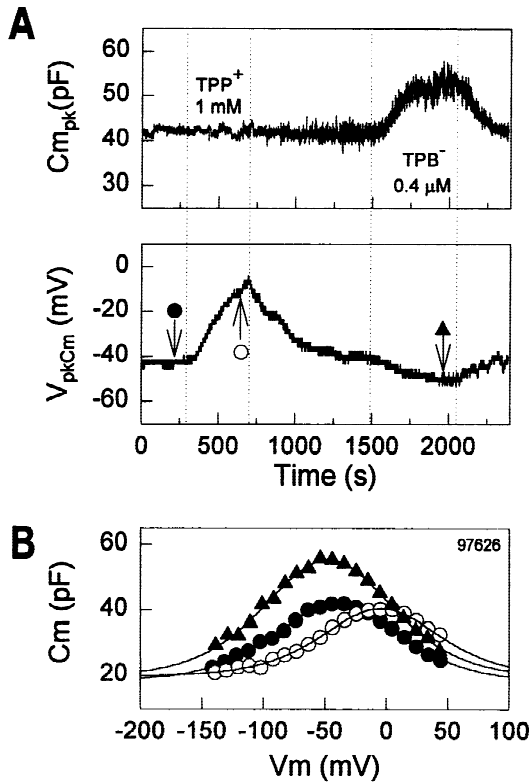 A
Cm_pk(pF)
60
50
40
30
TPP+
1 mM
TPB-
0.4 µM
V_pkCm (mV)
0
-20
-40
-60
0 500 1000 1500 2000
Time (s)
B
97626
Cm (pF)
60
40
20
-200 -150 -100 -50 0 50 100
Vm (mV)